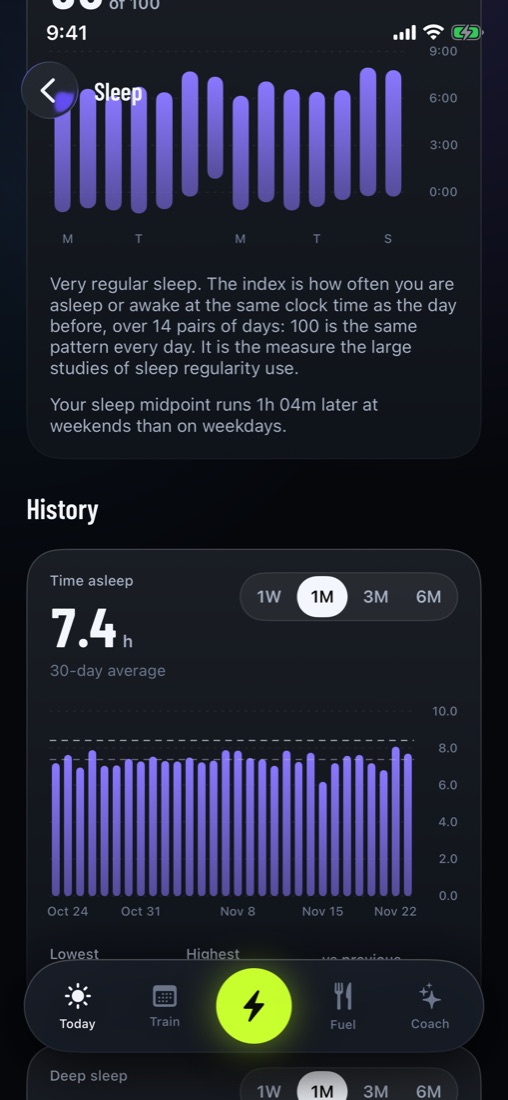 of 100
9:41
9:00
Sleep
6:00
3:00
0:00
M T M T S
Very regular sleep. The index is how often you are
asleep or awake at the same clock time as the day
before, over 14 pairs of days: 100 is the same
pattern every day. It is the measure the large
studies of sleep regularity use.
Your sleep midpoint runs 1h 04m later at
weekends than on weekdays.
History
Time asleep
1W 1M 3M 6M
7.4 h
30-day average
10.0
8.0
6.0
4.0
2.0
0.0
Oct 24 Oct 31 Nov 8 Nov 15 Nov 22
Lowest Highest vs previous
Today Train Fuel Coach
Deep sleep
1W 1M 3M 6M